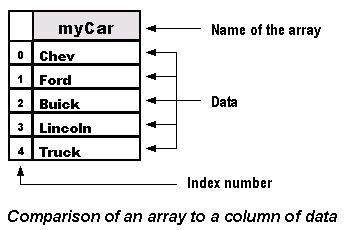 myCar
Name of the array
0 Chev
1 Ford
2 Buick
Data
3 Lincoln
4 Truck
Index number
Comparison of an array to a column of data